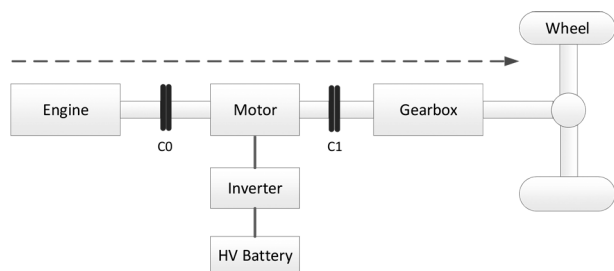 Wheel
Engine
Motor
Gearbox
C0
C1
Inverter
HV Battery